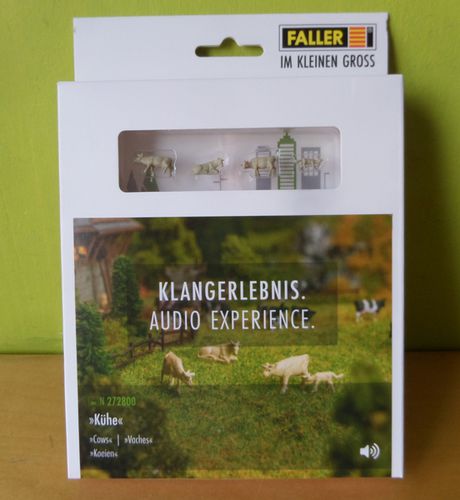 FALLER
IM KLEINEN GROSS
KLANGERLEBNIS.
AUDIO EXPERIENCE.
N 272800
»Kühe«
»Cows« | »Vaches«
»Koeien«